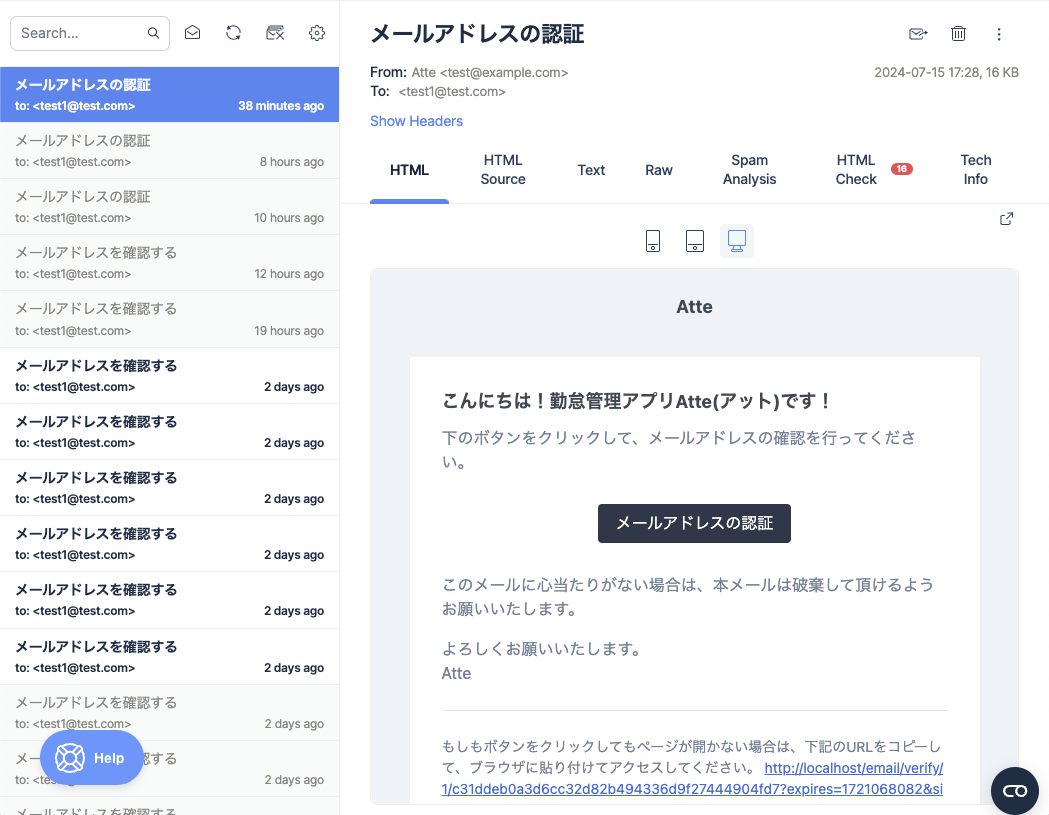 Search...
メールアドレスの認証
to: <test1@test.com> 38 minutes ago
メールアドレスの認証
to: <test1@test.com> 8 hours ago
メールアドレスの認証
to: <test1@test.com> 10 hours ago
メールアドレスを確認する
to: <test1@test.com> 12 hours ago
メールアドレスを確認する
to: <test1@test.com> 19 hours ago
メールアドレスを確認する
to: <test1@test.com> 2 days ago
メールアドレスを確認する
to: <test1@test.com> 2 days ago
メールアドレスを確認する
to: <test1@test.com> 2 days ago
メールアドレスを確認する
to: <test1@test.com> 2 days ago
メールアドレスを確認する
to: <test1@test.com> 2 days ago
メールアドレスを確認する
to: <test1@test.com> 2 days ago
メールアドレスを確認する
to: <test1@test.com> 2 days ago
メー 認する
to: <te 2 days ago
Help
メールアドレスを確認する
メールアドレスの認証
From: Atte <test@example.com> 2024-07-15 17:28, 16 KB
To: <test1@test.com>
Show Headers
HTML
HTML Source
Text
Raw
Spam Analysis
HTML Check 16
Tech Info
Atte
こんにちは！勤怠管理アプリAtte(アット)です！
下のボタンをクリックして、メールアドレスの確認を行ってくださ
い。
メールアドレスの認証
このメールに心当たりがない場合は、本メールは破棄して頂けるよう
お願いいたします。
よろしくお願いいたします。
Atte
もしもボタンをクリックしてもページが開かない場合は、下記のURLをコピーし
て、ブラウザに貼り付けてアクセスしてください。 http://localhost/email/verify/
1/c31ddeb0a3d6cc32d82b494336d9f27444904fd7?expires=1721068082&si